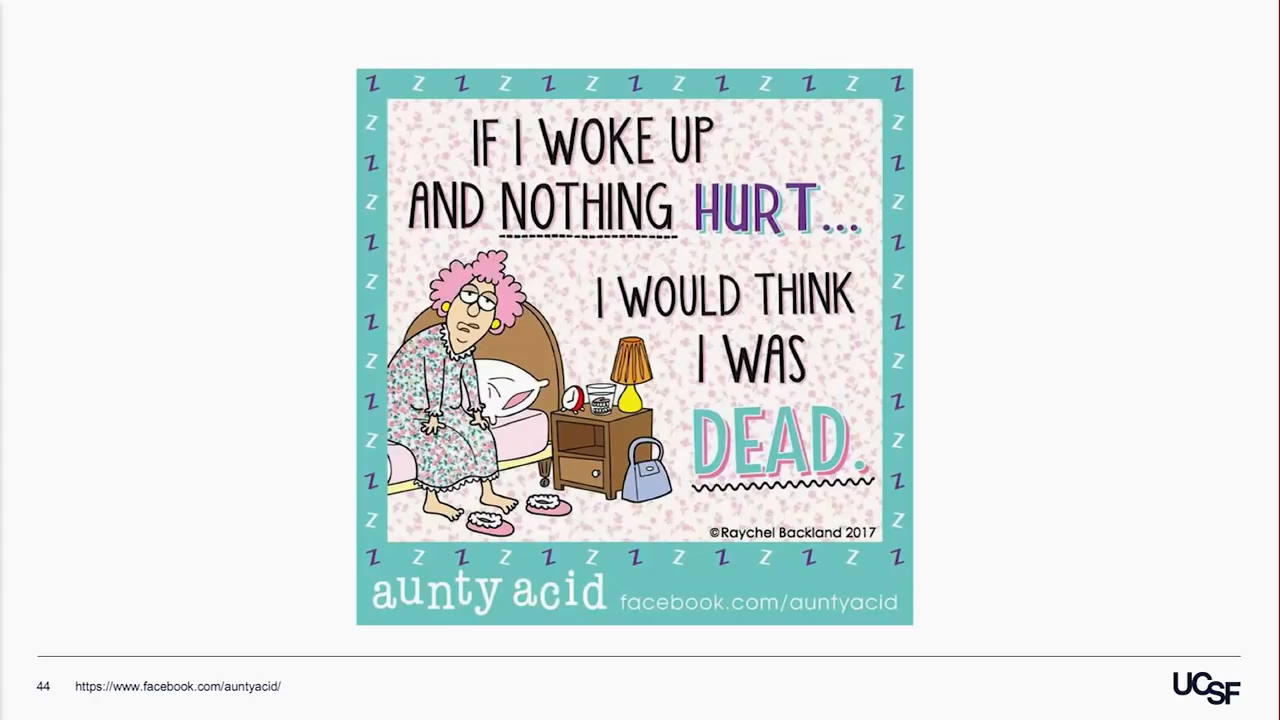 Z Z Z Z Z Z Z Z Z Z Z Z Z
Z Z
Z Z
Z Z
Z Z
Z Z
Z Z
Z Z
Z Z
Z Z
Z Z
Z Z
IF I WOKE UP
AND NOTHING HURT...
I WOULD THINK
I WAS
DEAD.
©Raychel Backland 2017
Z Z Z Z Z Z Z Z Z Z Z Z Z
aunty acid facebook.com/auntyacid
44 https://www.facebook.com/auntyacid/
UCSF